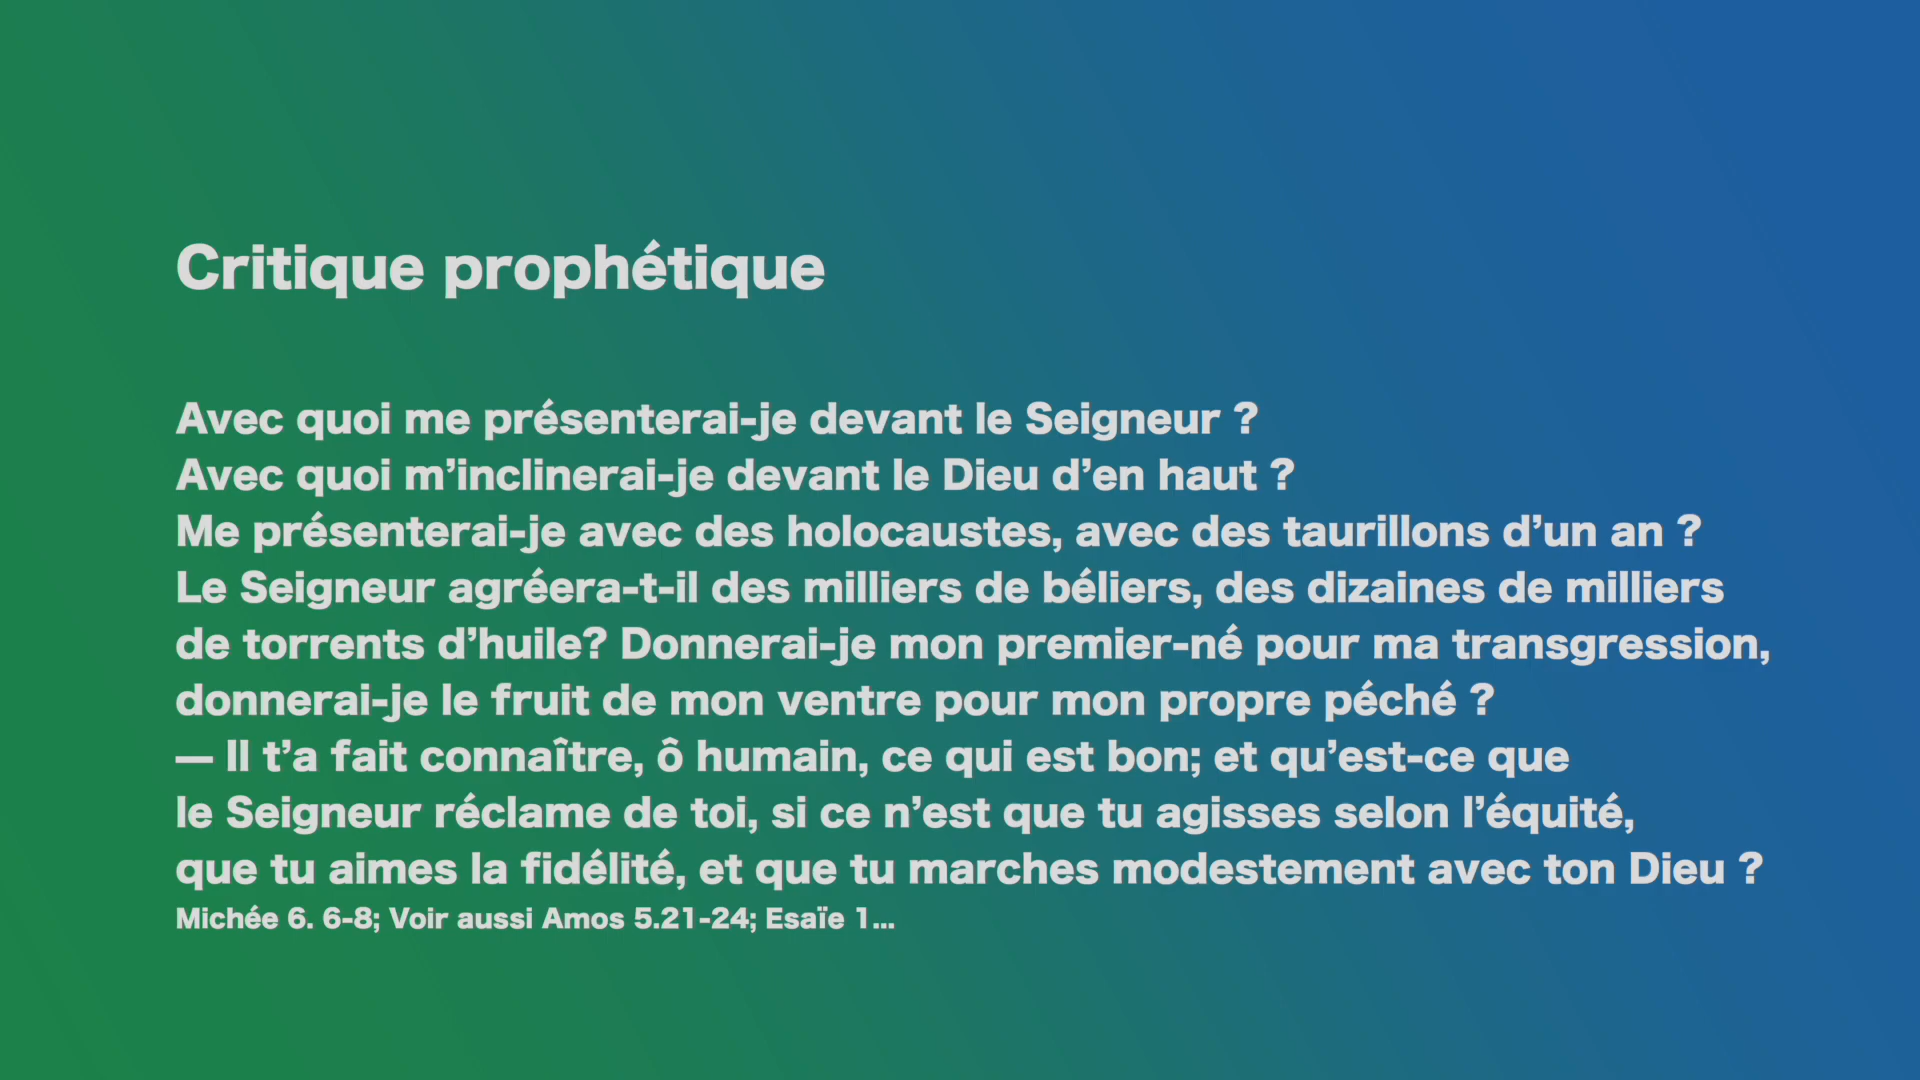 Critique prophétique
Avec quoi me présenterai-je devant le Seigneur ?
Avec quoi m’inclinerai-je devant le Dieu d’en haut ?
Me présenterai-je avec des holocaustes, avec des taurillons d’un an ?
Le Seigneur agréera-t-il des milliers de béliers, des dizaines de milliers
de torrents d’huile? Donnerai-je mon premier-né pour ma transgression,
donnerai-je le fruit de mon ventre pour mon propre péché ?
— Il t’a fait connaître, ô humain, ce qui est bon; et qu’est-ce que
le Seigneur réclame de toi, si ce n’est que tu agisses selon l’équité,
que tu aimes la fidélité, et que tu marches modestement avec ton Dieu ?
Michée 6. 6-8; Voir aussi Amos 5.21-24; Esaïe 1...